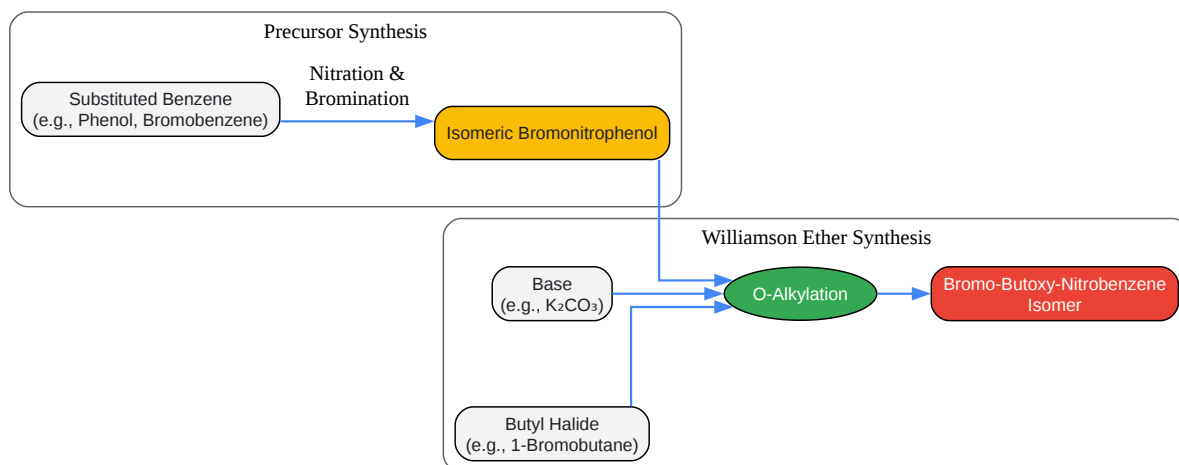 Precursor Synthesis
Substituted Benzene
(e.g., Phenol, Bromobenzene)
Nitration &
Bromination
Isomeric Bromonitrophenol
Williamson Ether Synthesis
Base
(e.g., K₂CO₃)
O-Alkylation
Bromo-Butoxy-Nitrobenzene
Isomer
Butyl Halide
(e.g., 1-Bromobutane)